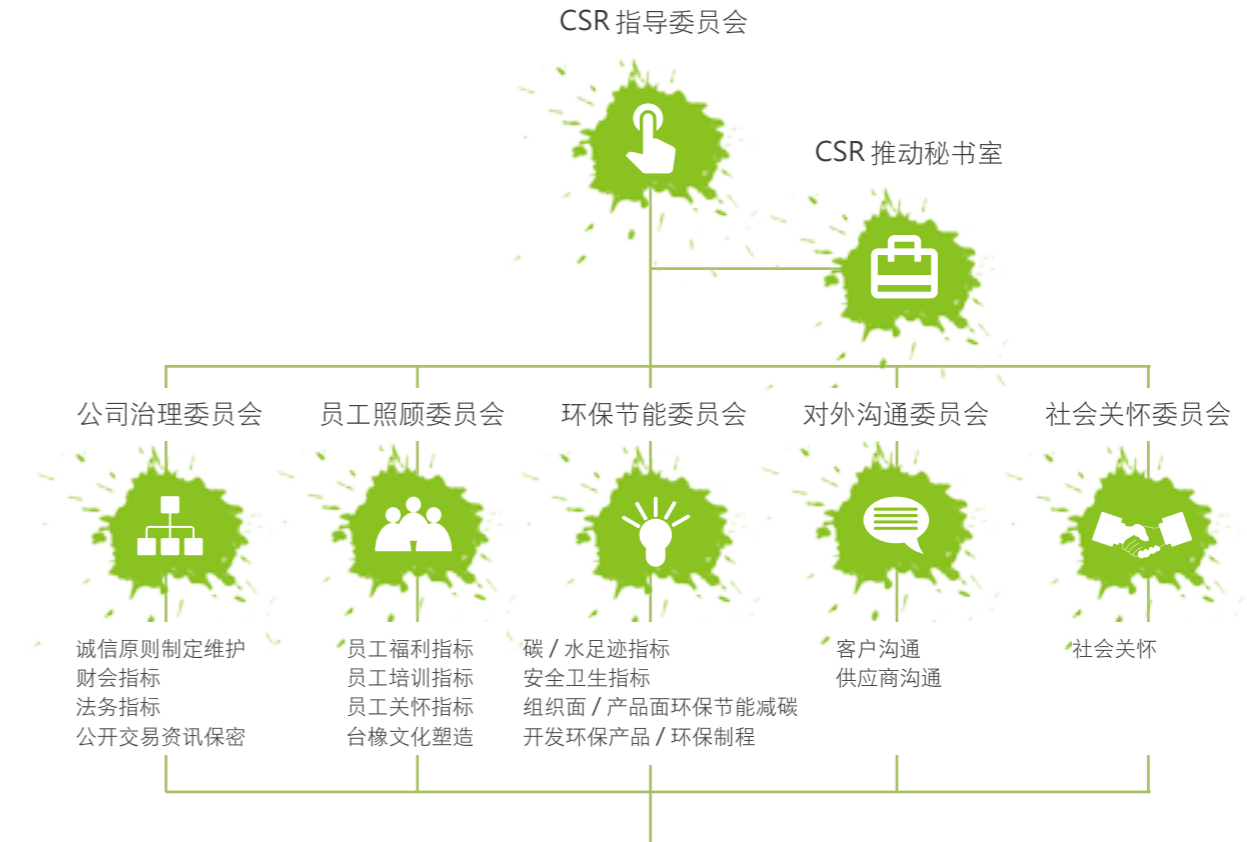 CSR 指导委员会
CSR 推动秘书室
公司治理委员会
员工照顾委员会
环保节能委员会
对外沟通委员会
社会关怀委员会
诚信原则制定维护
财会指标
法务指标
公开交易资讯保密
员工福利指标
员工培训指标
员工关怀指标
台橡文化塑造
碳 / 水足迹指标
安全卫生指标
组织面 / 产品面环保节能减碳
开发环保产品 / 环保制程
客户沟通
供应商沟通
社会关怀